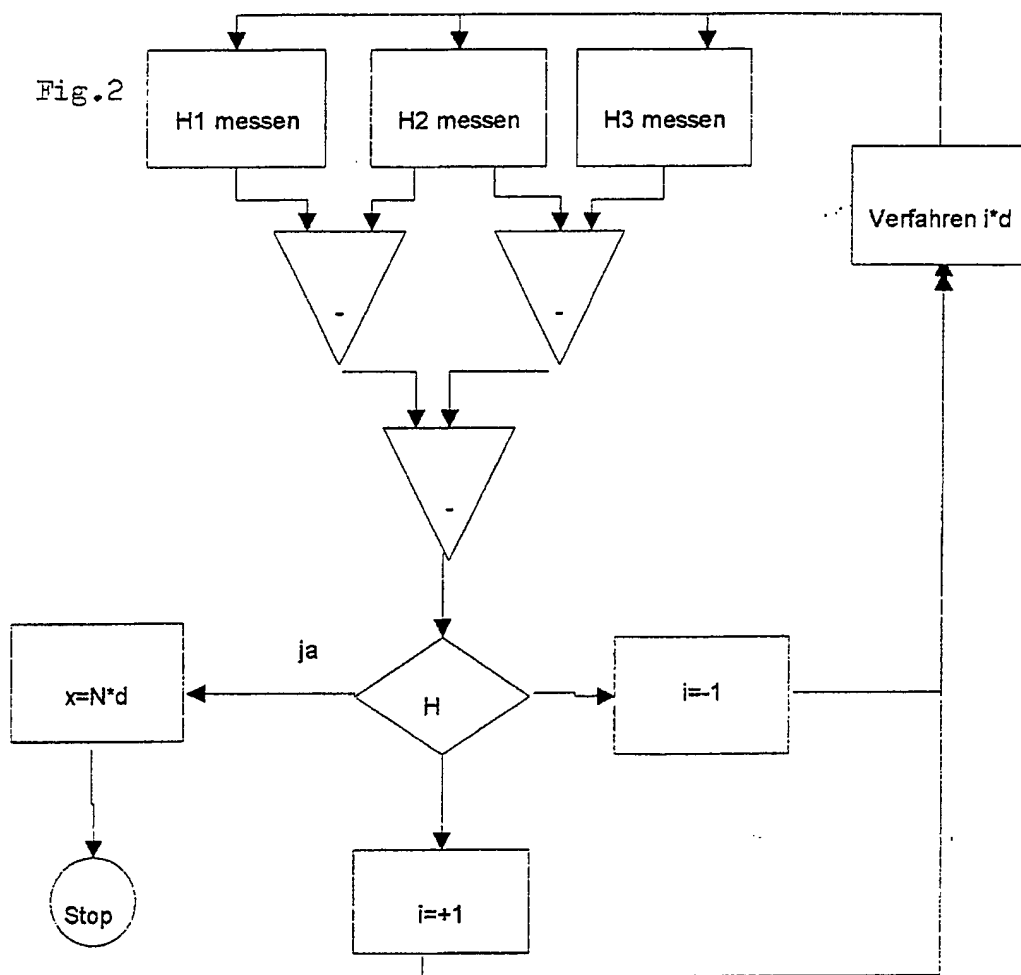 Fig.2
H1 messen
H2 messen
H3 messen
Verfahren i*d
-
-
-
ja
x=N*d
H
i=-1
Stop
i=+1